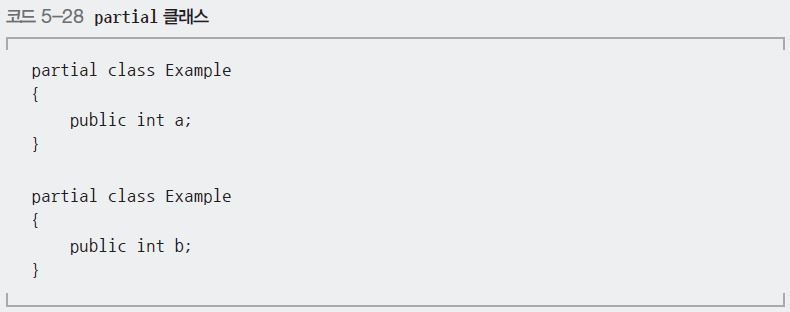 코드 5-28 partial 클래스
partial class Example
{
    public int a;
}
partial class Example
{
    public int b;
}